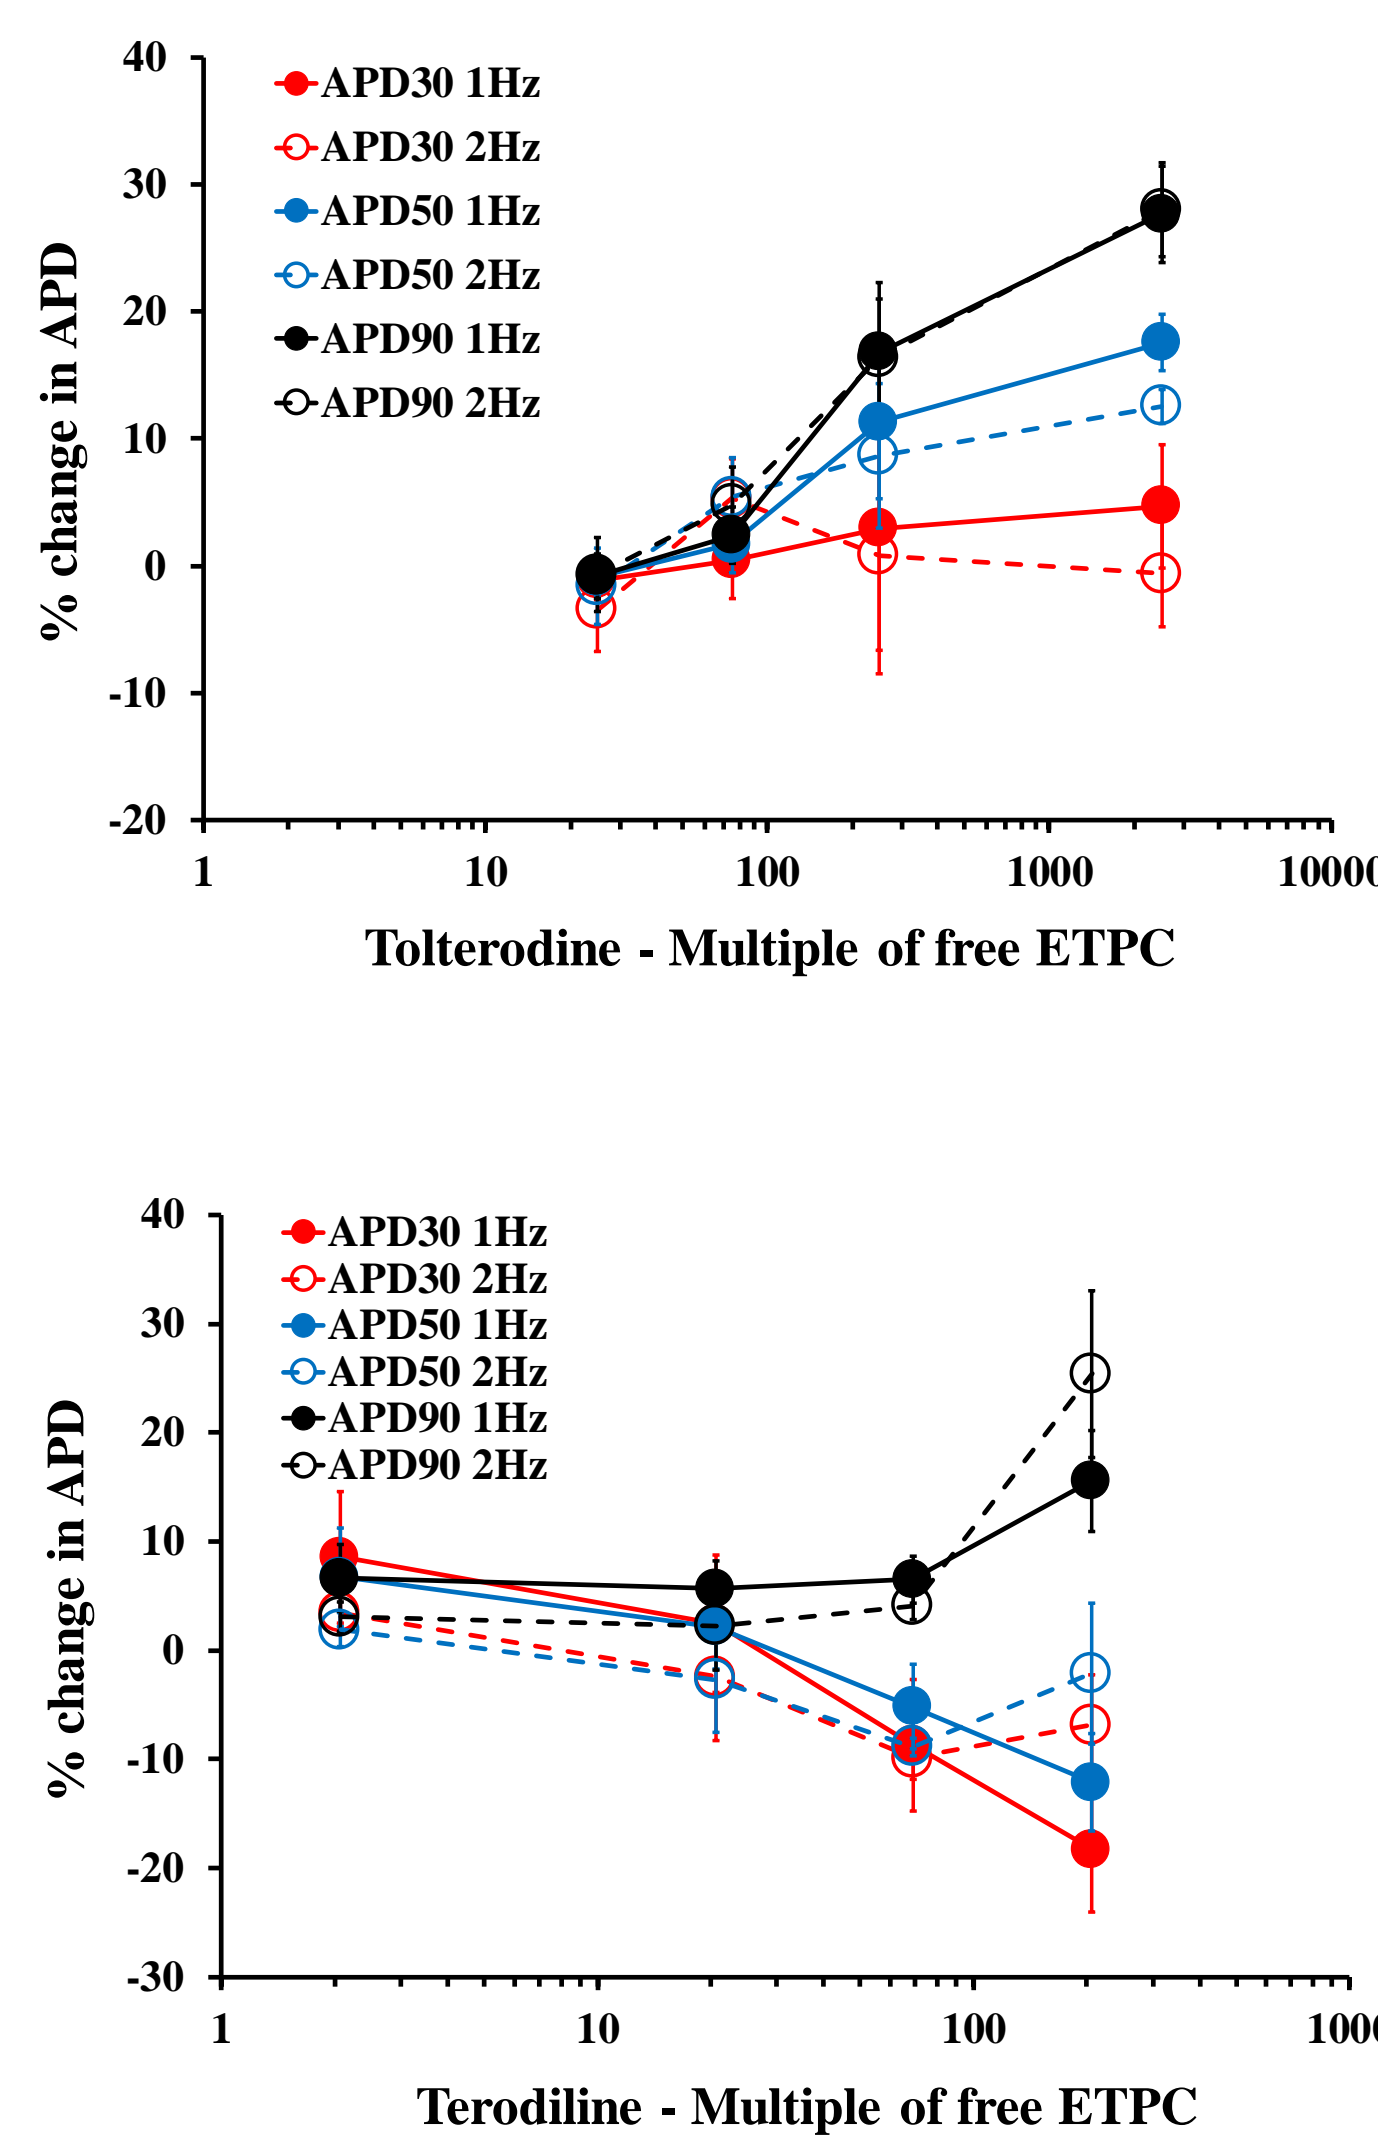 40
30
20
10
0
-10
-20
% change in APD
APD30 1Hz
APD30 2Hz
APD50 1Hz
APD50 2Hz
APD90 1Hz
APD90 2Hz
1 10 100 1000 10000
Tolterodine - Multiple of free ETPC
40
30
20
10
0
-10
-20
-30
% change in APD
APD30 1Hz
APD30 2Hz
APD50 1Hz
APD50 2Hz
APD90 1Hz
APD90 2Hz
1 10 100 1000
Terodiline - Multiple of free ETPC